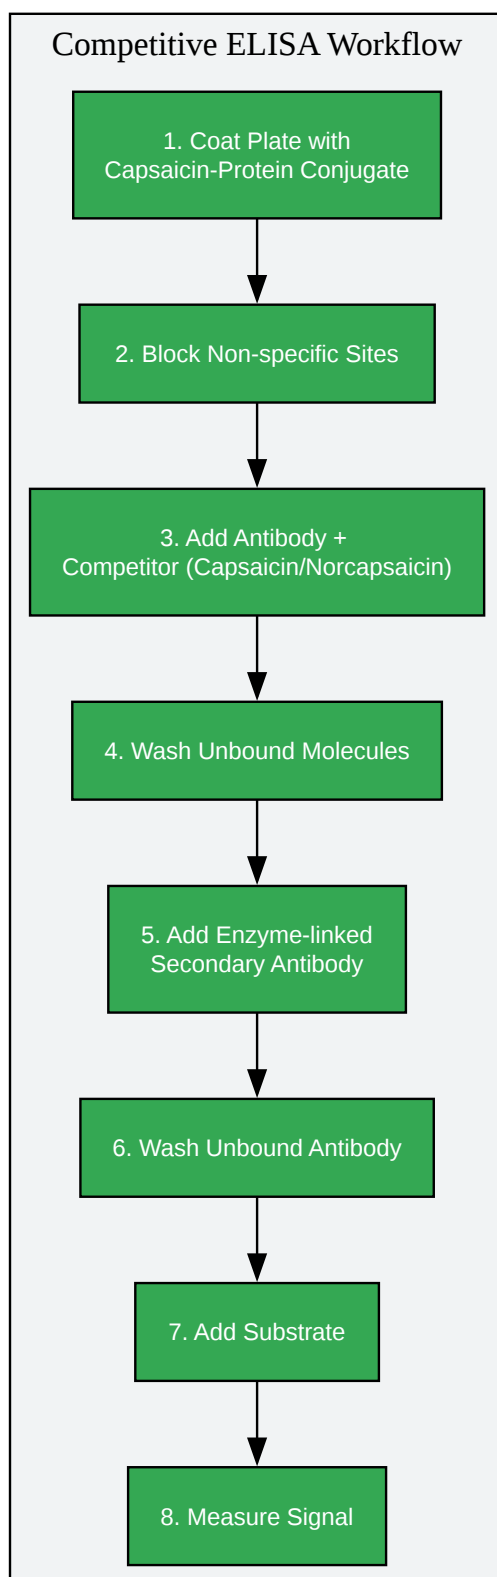 Competitive ELISA Workflow
1. Coat Plate with
Capsaicin-Protein Conjugate
2. Block Non-specific Sites
3. Add Antibody +
Competitor (Capsaicin/Norcapsaicin)
4. Wash Unbound Molecules
5. Add Enzyme-linked
Secondary Antibody
6. Wash Unbound Antibody
7. Add Substrate
8. Measure Signal